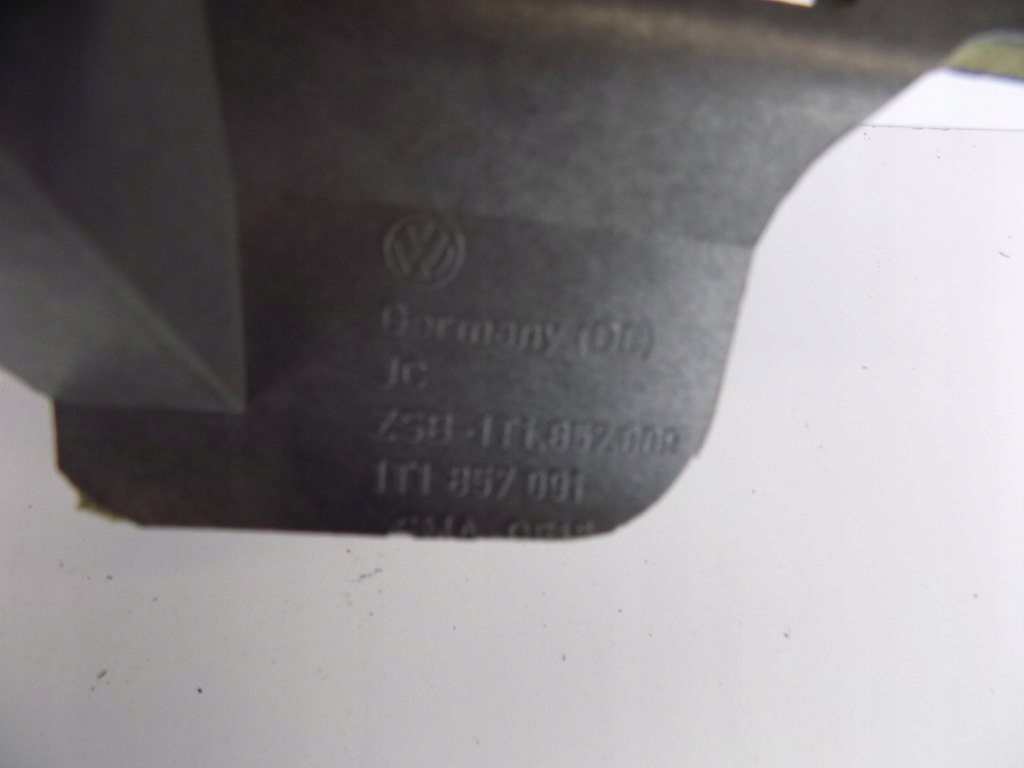 Germany (DE)
JC
ZSB-1T1.857.009
1T1 857 091